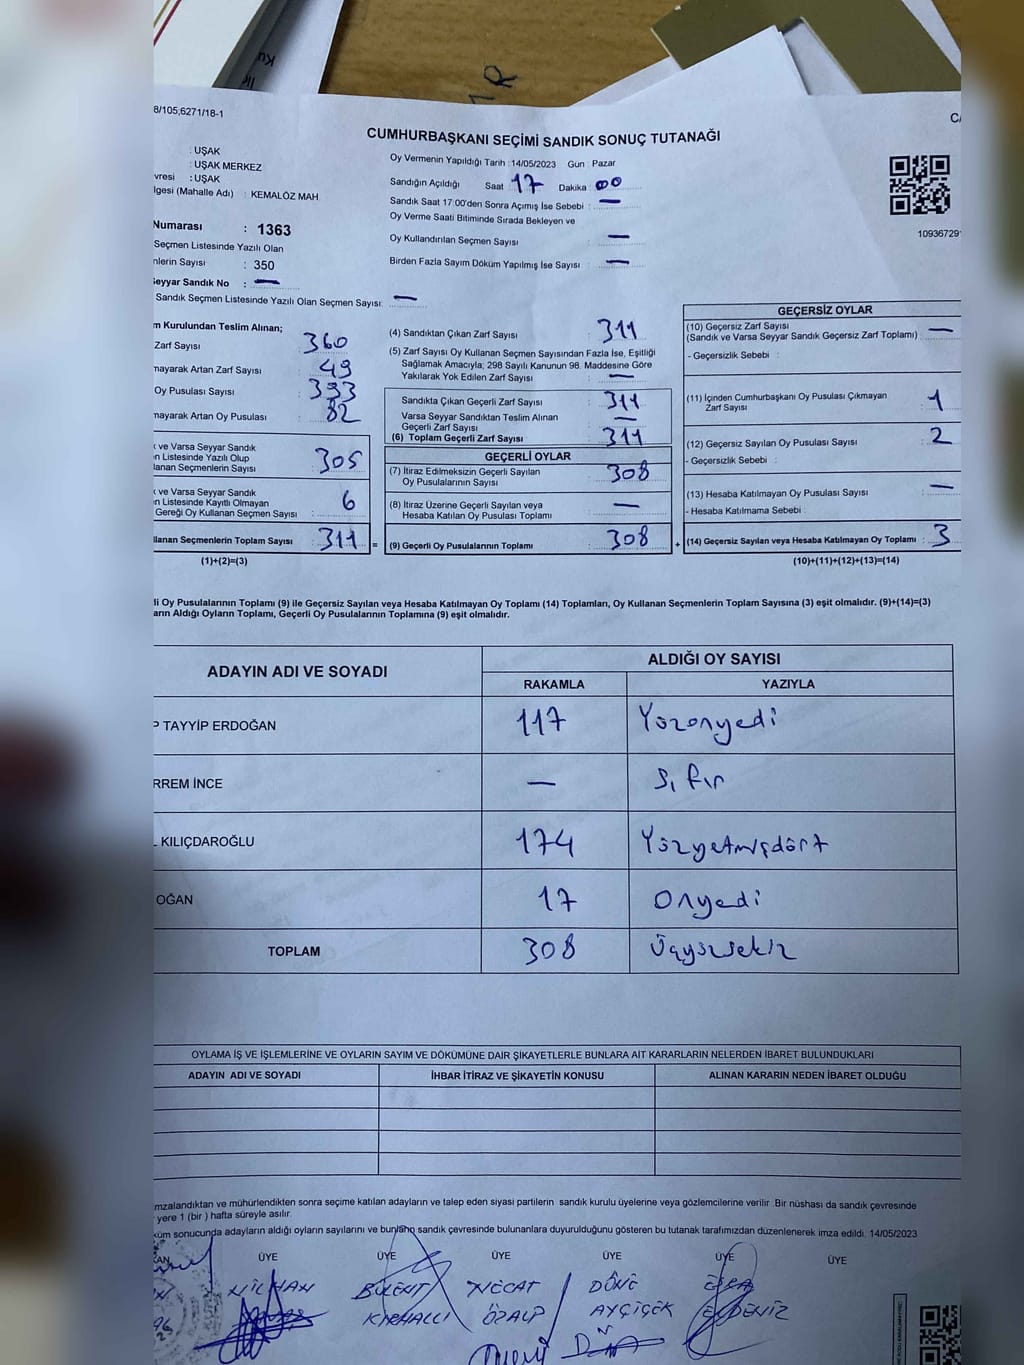 8/105;6271/18-1
CUMHURBAŞKANI SEÇİMİ SANDIK SONUÇ TUTANAĞI
: UŞAK
: UŞAK MERKEZ
vresi : UŞAK
lgesi (Mahalle Adı) : KEMALÖZ MAH
Numarası : 1363
Seçmen Listesinde Yazılı Olan
nlerin Sayısı : 350
Seyyar Sandık No : —
Sandık Seçmen Listesinde Yazılı Olan Seçmen Sayısı: —
Oy Vermenin Yapıldığı Tarih : 14/05/2023 Gün : Pazar
Sandığın Açıldığı Saat : 17 Dakika : 00
Sandık Saat 17:00'den Sonra Açımış İse Sebebi : —
Oy Verme Saati Bitiminde Sırada Bekleyen ve
Oy Kullandırılan Seçmen Sayısı : —
Birden Fazla Sayım Döküm Yapılmış İse Sayısı : —
10936729
m Kurulundan Teslim Alınan;
Zarf Sayısı : 360
mayarak Artan Zarf Sayısı : 49
Oy Pusulası Sayısı : 393
mayarak Artan Oy Pusulası : 82
k ve Varsa Seyyar Sandık
n Listesinde Yazılı Olup
lanan Seçmenlerin Sayısı : 305
k ve Varsa Seyyar Sandık
n Listesinde Kayıtlı Olmayan
Gereği Oy Kullanan Seçmen Sayısı : 6
llanan Seçmenlerin Toplam Sayısı : 311 =
(1)+(2)=(3)
(4) Sandıktan Çıkan Zarf Sayısı : 311
(5) Zarf Sayısı Oy Kullanan Seçmen Sayısından Fazla İse, Eşitliği
Sağlamak Amacıyla; 298 Sayılı Kanunun 98. Maddesine Göre
Yakılarak Yok Edilen Zarf Sayısı : —
Sandıkta Çıkan Geçerli Zarf Sayısı : 311
Varsa Seyyar Sandıktan Teslim Alınan
Geçerli Zarf Sayısı : —
(6) Toplam Geçerli Zarf Sayısı : 311
GEÇERLİ OYLAR
(7) İtiraz Edilmeksizin Geçerli Sayılan
Oy Pusulalarının Sayısı : 308
(8) İtiraz Üzerine Geçerli Sayılan veya
Hesaba Katılan Oy Pusulası Toplamı : —
(9) Geçerli Oy Pusulalarının Toplamı : 308 +
GEÇERSİZ OYLAR
(10) Geçersiz Zarf Sayısı
(Sandık ve Varsa Seyyar Sandık Geçersiz Zarf Toplamı) : —
- Geçersizlik Sebebi :
(11) İçinden Cumhurbaşkanı Oy Pusulası Çıkmayan
Zarf Sayısı : 1
(12) Geçersiz Sayılan Oy Pusulası Sayısı : 2
- Geçersizlik Sebebi :
(13) Hesaba Katılmayan Oy Pusulası Sayısı : —
- Hesaba Katılmama Sebebi :
(14) Geçersiz Sayılan veya Hesaba Katılmayan Oy Toplamı : 3
(10)+(11)+(12)+(13)=(14)
li Oy Pusulalarının Toplamı (9) ile Geçersiz Sayılan veya Hesaba Katılmayan Oy Toplamı (14) Toplamları, Oy Kullanan Seçmenlerin Toplam Sayısına (3) eşit olmalıdır. (9)+(14)=(3)
arın Aldığı Oyların Toplamı, Geçerli Oy Pusulalarının Toplamına (9) eşit olmalıdır.
ADAYIN ADI VE SOYADI ALDIĞI OY SAYISI
RAKAMLA YAZIYLA
P TAYYİP ERDOĞAN 117 Yüzonyedi
RREM İNCE — Sıfır
L KILIÇDAROĞLU 174 Yüzyetmişdört
OĞAN 17 Onyedi
TOPLAM 308 Üçyüzsekiz
OYLAMA İŞ VE İŞLEMLERİNE VE OYLARIN SAYIM VE DÖKÜMÜNE DAİR ŞİKAYETLERLE BUNLARA AİT KARARLARIN NELERDEN İBARET BULUNDUKLARI
ADAYIN ADI VE SOYADI İHBAR İTİRAZ VE ŞİKAYETİN KONUSU ALINAN KARARIN NEDEN İBARET OLDUĞU
mzalandıktan ve mühürlendikten sonra seçime katılan adayların ve talep eden siyasi partilerin sandık kurulu üyelerine veya gözlemcilerine verilir .Bir nüshası da sandık çevresinde
yere 1 (bir ) hafta süreyle asılır.
küm sonucunda adayların aldığı oyların sayılarını ve bunların sandık çevresinde bulunanlara duyurulduğunu gösteren bu tutanak tarafımızdan düzenlenerek imza edildi. 14/05/2023
KAN ÜYE ÜYE ÜYE ÜYE ÜYE ÜYE
NİLHAN BÜLENT NECAT DÖNE ESRA
KIRHALLI ÖZALP AYÇİÇEK